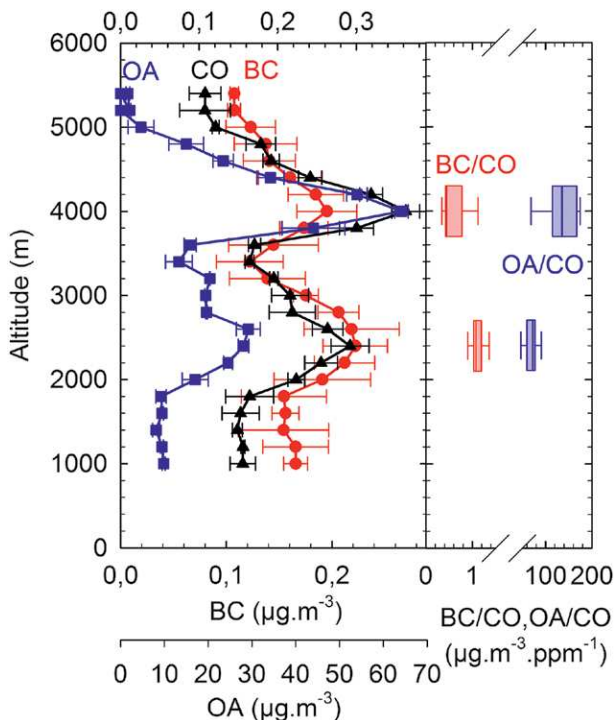 0,0 0,1 0,2 0,3
6000
OA CO BC
5000
BC/CO
4000
OA/CO
Altitude (m)
3000
2000
1000
0
0,0 0,1 0,2 0 1 100 200
BC (µg.m⁻³)
BC/CO,OA/CO
(µg.m⁻³.ppm⁻¹)
0 10 20 30 40 50 60 70
OA (µg.m⁻³)